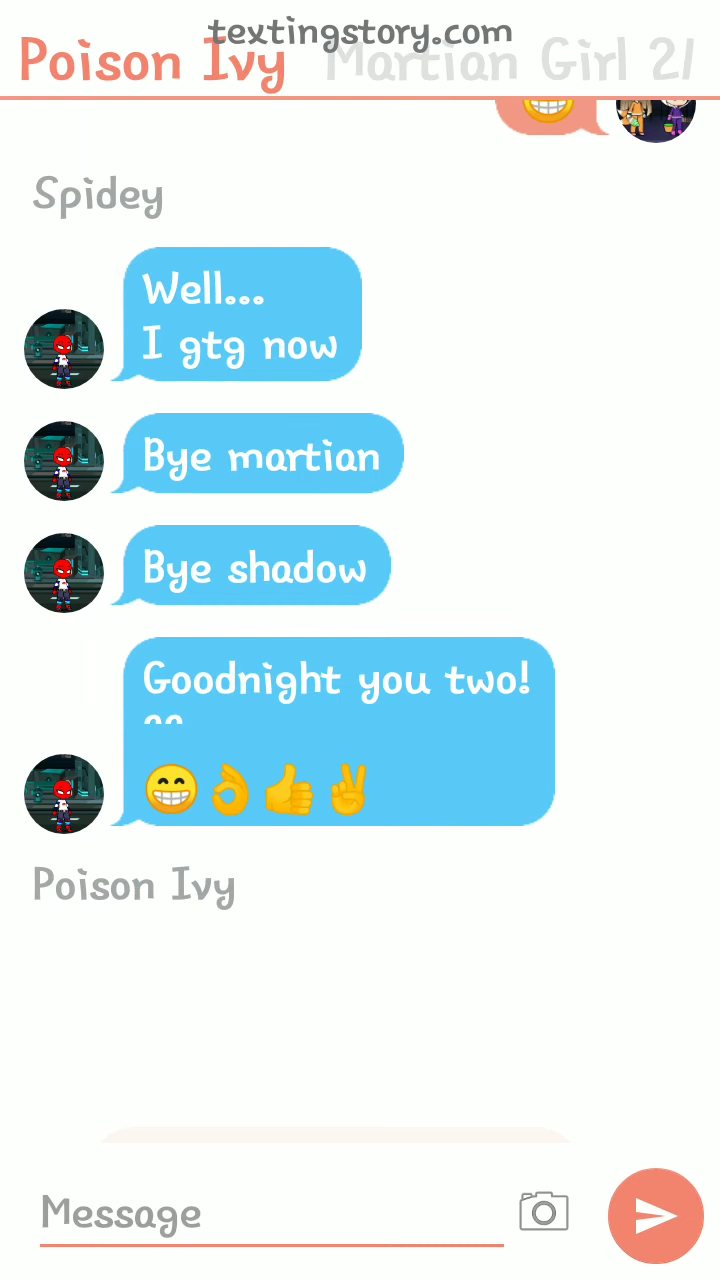 textingstory.com
Poison Ivy Martian Girl 2/
Spidey
Well...
I gtg now
Bye martian
Bye shadow
Goodnight you two!
😁👌👍✌
Poison Ivy
Message